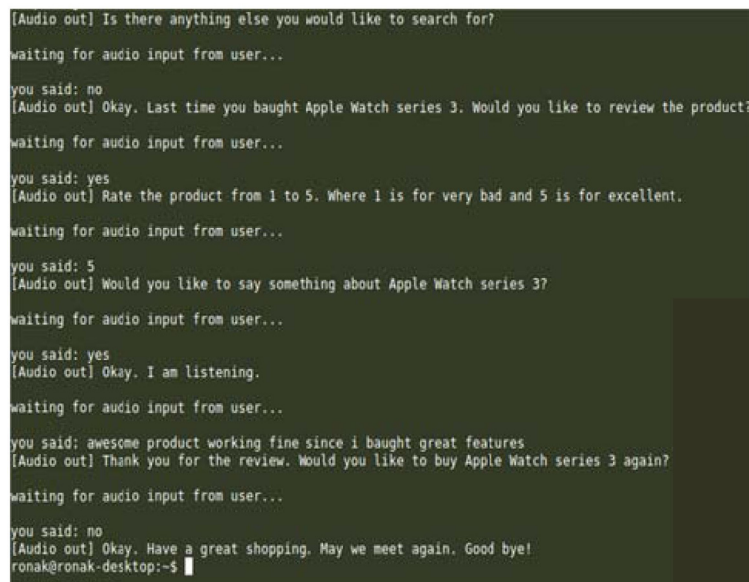 [Audio out] Is there anything else you would like to search for?
waiting for audio input from user...
you said: no
[Audio out] Okay. Last time you baught Apple Watch series 3. Would you like to review the product?
waiting for audio input from user...
you said: yes
[Audio out] Rate the product from 1 to 5. Where 1 is for very bad and 5 is for excellent.
waiting for audio input from user...
you said: 5
[Audio out] Would you like to say something about Apple Watch series 3?
waiting for audio input from user...
you said: yes
[Audio out] Okay. I am listening.
waiting for audio input from user...
you said: awesome product working fine since i baught great features
[Audio out] Thank you for the review. Would you like to buy Apple Watch series 3 again?
waiting for audio input from user...
you said: no
[Audio out] Okay. Have a great shopping. May we meet again. Good bye!
ronak@ronak-desktop:~$